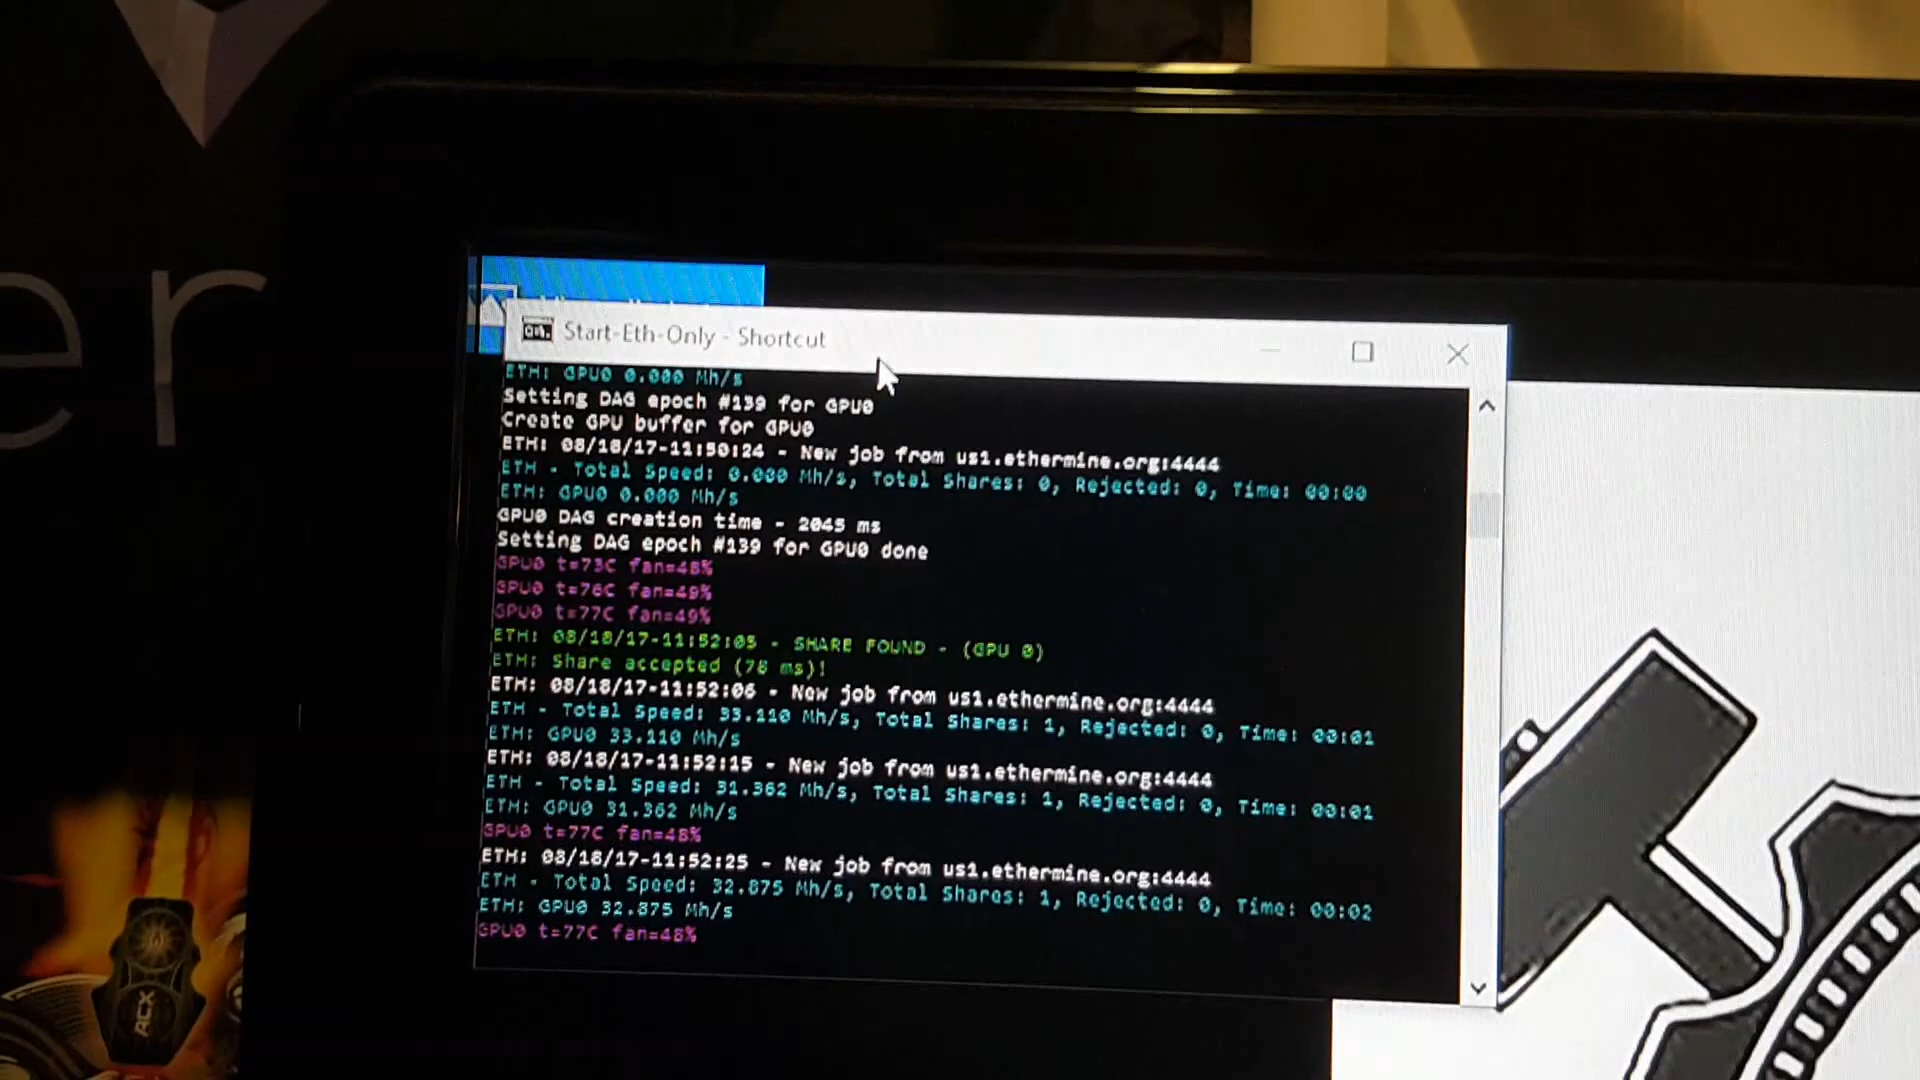 er
Start-Eth-Only - Shortcut
ETH: GPU0 0.000 Mh/s
Setting DAG epoch #139 for GPU0
Create GPU buffer for GPU0
ETH: 08/18/17-11:50:24 - New job from us1.ethermine.org:4444
ETH - Total Speed: 0.000 Mh/s, Total Shares: 0, Rejected: 0, Time: 00:00
ETH: GPU0 0.000 Mh/s
GPU0 DAG creation time - 2045 ms
Setting DAG epoch #139 for GPU0 done
GPU0 t=73C fan=48%
GPU0 t=76C fan=49%
GPU0 t=77C fan=49%
ETH: 08/18/17-11:52:05 - SHARE FOUND - (GPU 0)
ETH: Share accepted (78 ms)!
ETH: 08/18/17-11:52:06 - New job from us1.ethermine.org:4444
ETH - Total Speed: 33.110 Mh/s, Total Shares: 1, Rejected: 0, Time: 00:01
ETH: GPU0 33.110 Mh/s
ETH: 08/18/17-11:52:15 - New job from us1.ethermine.org:4444
ETH - Total Speed: 31.362 Mh/s, Total Shares: 1, Rejected: 0, Time: 00:01
ETH: GPU0 31.362 Mh/s
GPU0 t=77C fan=48%
ETH: 08/18/17-11:52:25 - New job from us1.ethermine.org:4444
ETH - Total Speed: 32.875 Mh/s, Total Shares: 1, Rejected: 0, Time: 00:02
ETH: GPU0 32.875 Mh/s
GPU0 t=77C fan=48%
ACX